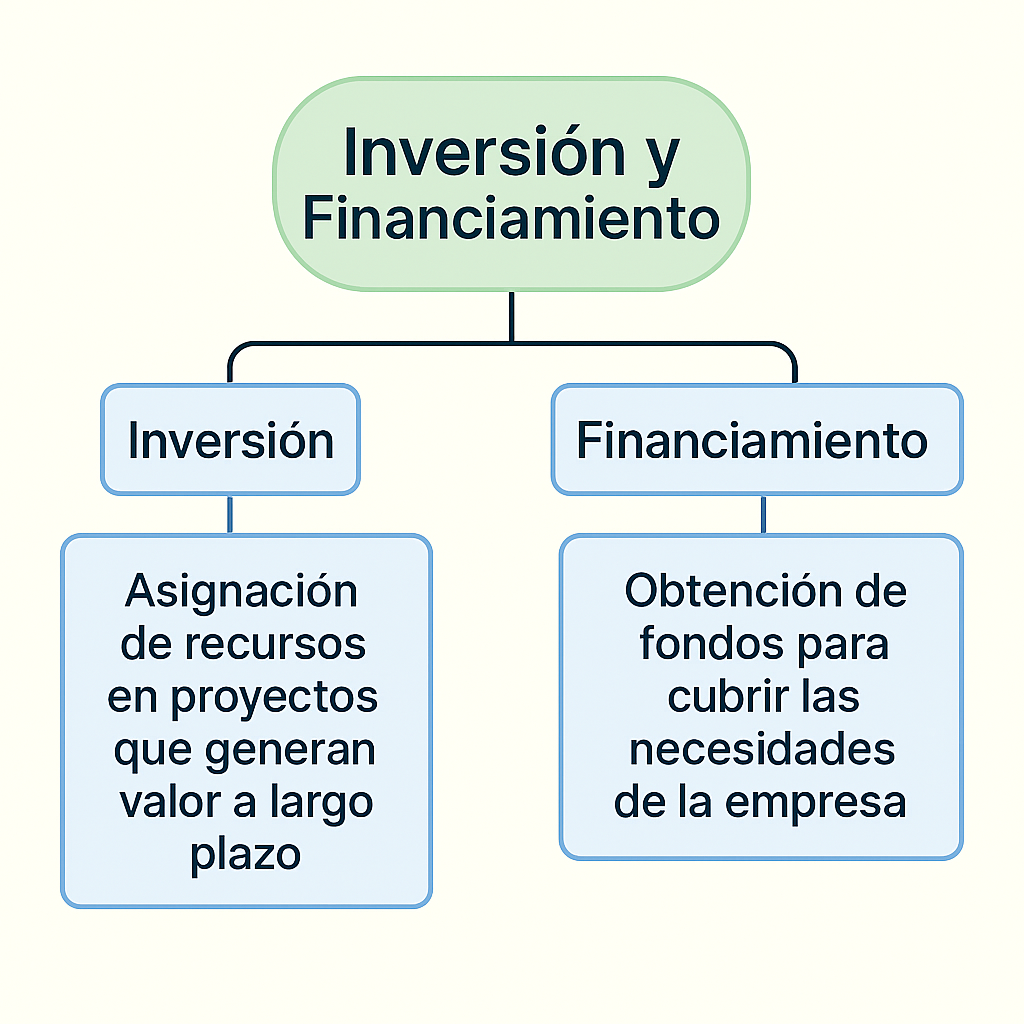 Inversión y
Financiamiento
Inversión
Financiamiento
Asignación
de recursos
en proyectos
que generan
valor a largo
plazo
Obtención de
fondos para
cubrir las
necesidades
de la empresa